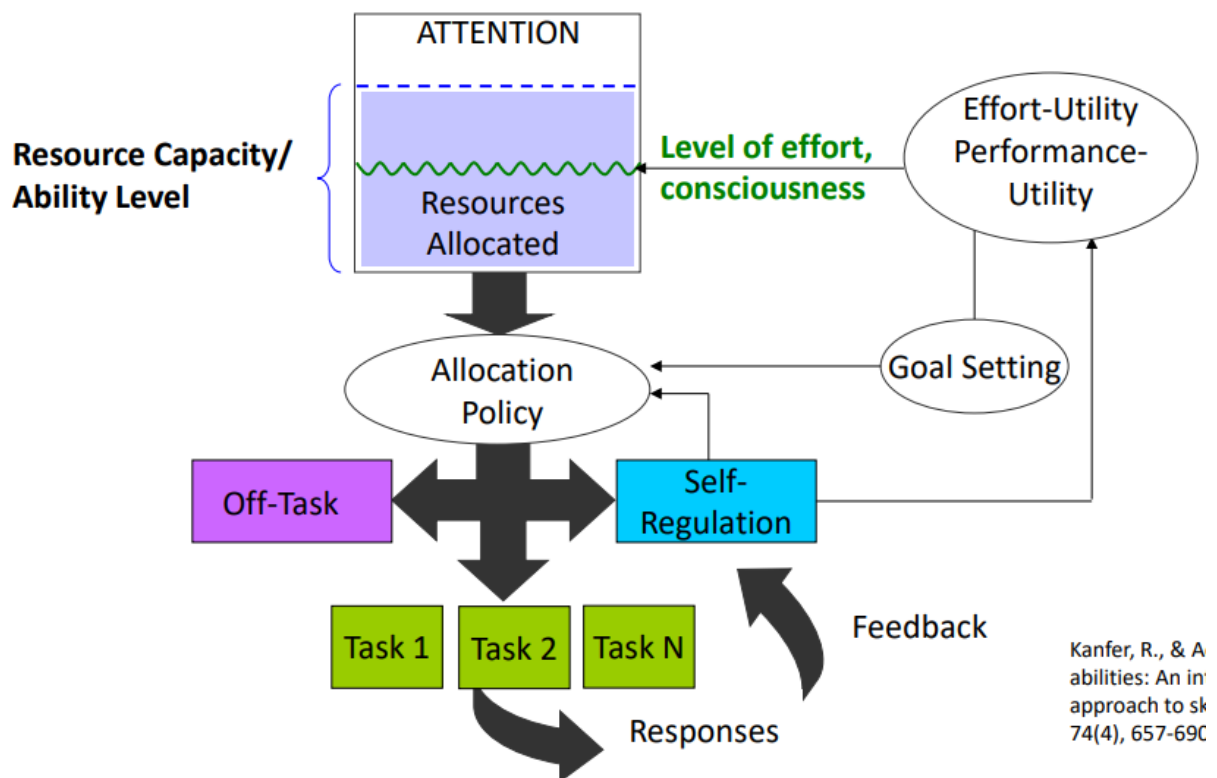 ATTENTION
Resource Capacity/
Ability Level
Resources
Allocated
Level of effort,
consciousness
Effort-Utility
Performance-
Utility
Allocation
Policy
Goal Setting
Off-Task
Self-
Regulation
Task 1
Task 2
Task N
Feedback
Responses
Kanfer, R., &
abilities: An
approach to
74(4), 657-690